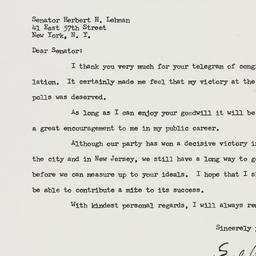 Senator Herbert H. Lehman
41 East 57th Street
New York, N. Y.
Dear Senator:
I thank you very much for your telegram of
lation. It certainly made me feel that my victory at the
polls was deserved.
As long as I can enjoy your goodwill it will be
a great encouragement to me in my public career.
Although our party has won a decisive victory
the city and in New Jersey, we still have a long way to
before we can measure up to your ideals. I hope that I
be able to contribute a mite to its success.
With kindest personal regards, I will always
Sincerely